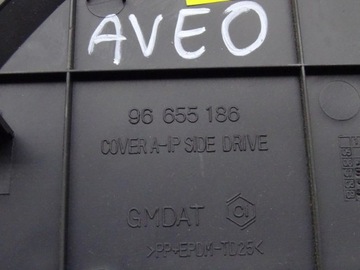 AVEO
96 655 186
COVER A-IP SIDE DRIVE
GMDAT
>PP+EPDM-TD25<